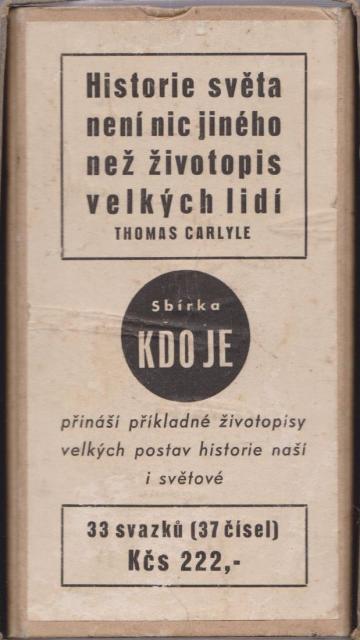 Historie světa
není nic jiného
než životopis
velkých lidí
THOMAS CARLYLE
Sbírka
KDO JE
přináší příkladné životopisy
velkých postav historie naší
i světové
33 svazků (37 čísel)
Kčs 222,-